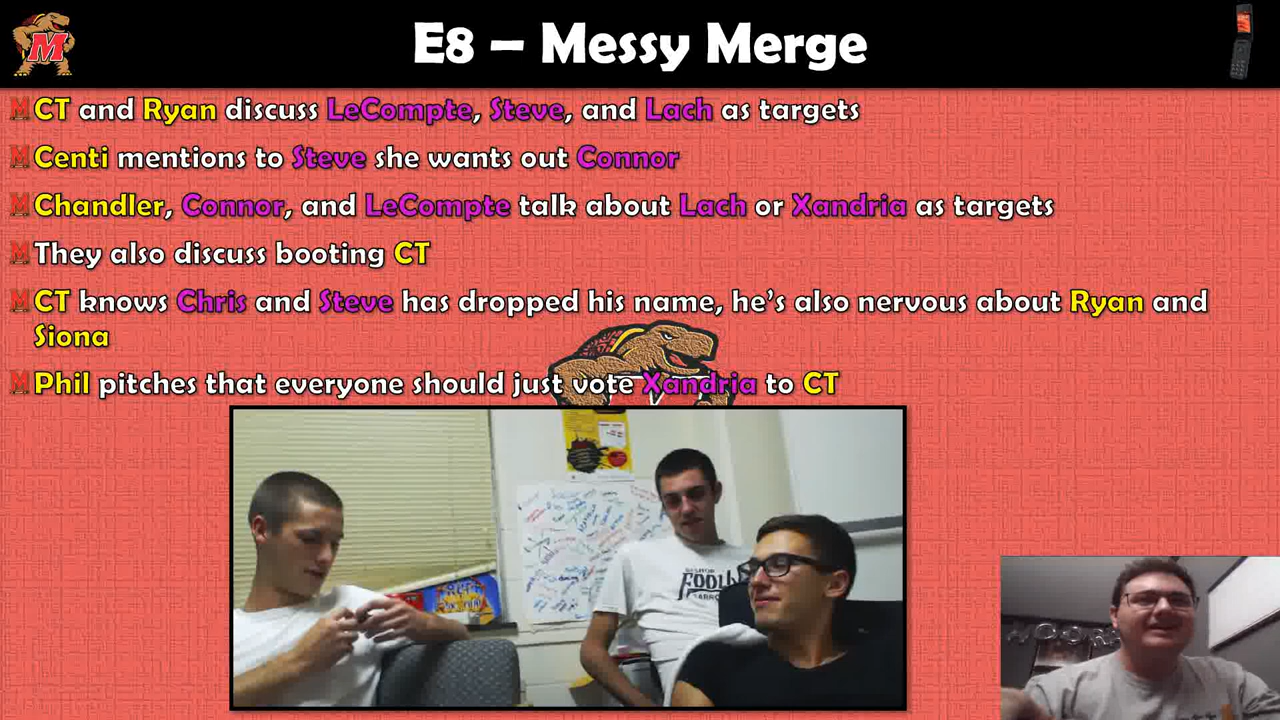 E8 – Messy Merge
CT and Ryan discuss LeCompte, Steve, and Lach as targets
Centi mentions to Steve she wants out Connor
Chandler, Connor, and LeCompte talk about Lach or Xandria as targets
They also discuss booting CT
CT knows Chris and Steve has dropped his name, he’s also nervous about Ryan and
Siona
Phil pitches that everyone should just vote Xandria to CT